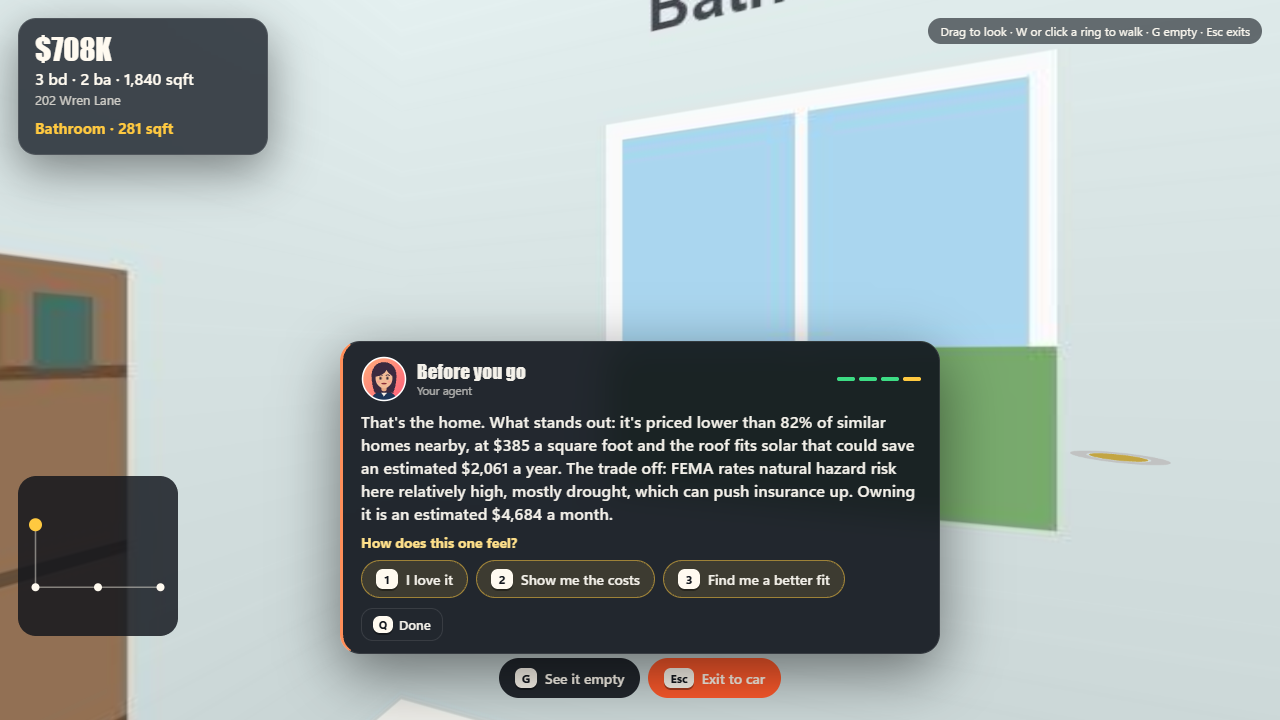 $708K
3 bd · 2 ba · 1,840 sqft
202 Wren Lane
Bathroom · 281 sqft
Drag to look · W or click a ring to walk · G empty · Esc exits
Before you go
Your agent
That's the home. What stands out: it's priced lower than 82% of similar
homes nearby, at $385 a square foot and the roof fits solar that could save
an estimated $2,061 a year. The trade off: FEMA rates natural hazard risk
here relatively high, mostly drought, which can push insurance up. Owning
it is an estimated $4,684 a month.
How does this one feel?
1 I love it
2 Show me the costs
3 Find me a better fit
Q Done
G See it empty
Esc Exit to car